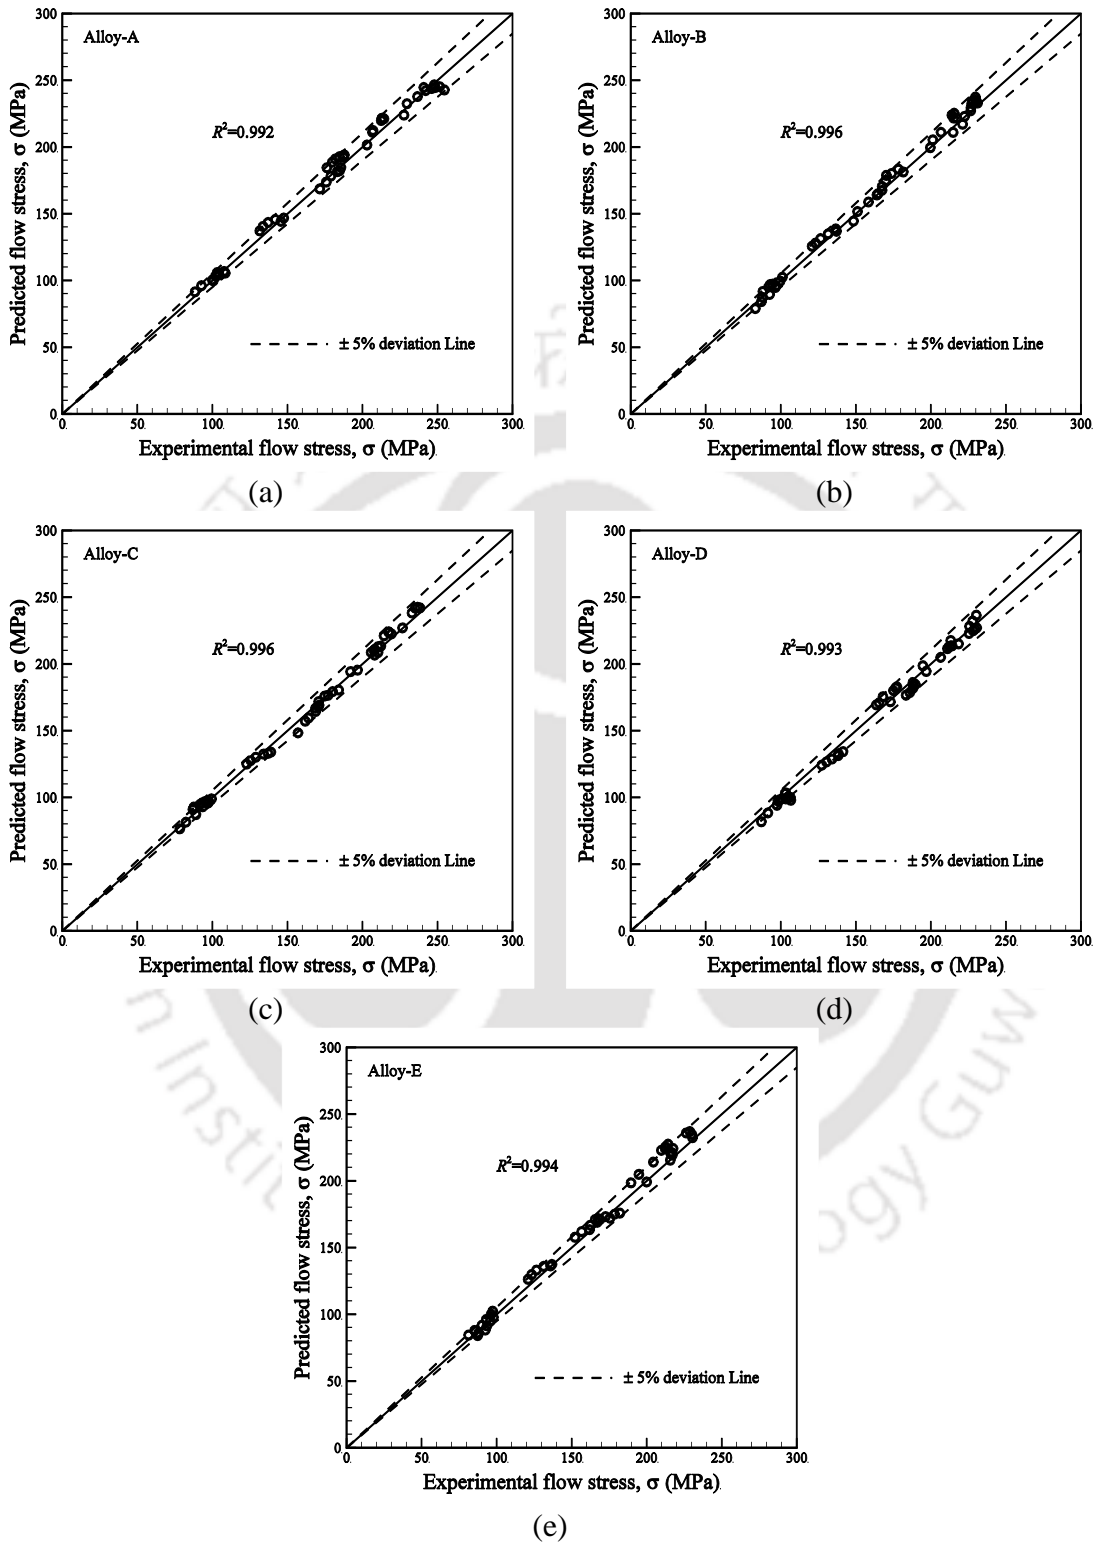 Alloy-A
R²=0.992
± 5% deviation Line
Predicted flow stress, σ (MPa)
300.
250.
200.
150.
100.
50.
0.
0. 50. 100. 150. 200. 250. 300.
Experimental flow stress, σ (MPa)
(a)
Alloy-B
R²=0.996
± 5% deviation Line
Predicted flow stress, σ (MPa)
300.
250.
200.
150.
100.
50.
0.
0. 50. 100. 150. 200. 250. 300.
Experimental flow stress, σ (MPa)
(b)
Alloy-C
R²=0.996
± 5% deviation Line
Predicted flow stress, σ (MPa)
300.
250.
200.
150.
100.
50.
0.
0. 50. 100. 150. 200. 250. 300.
Experimental flow stress, σ (MPa)
(c)
Alloy-D
R²=0.993
± 5% deviation Line
Predicted flow stress, σ (MPa)
300.
250.
200.
150.
100.
50.
0.
0. 50. 100. 150. 200. 250. 300.
Experimental flow stress, σ (MPa)
(d)
Alloy-E
R²=0.994
± 5% deviation Line
Predicted flow stress, σ (MPa)
300.
250.
200.
150.
100.
50.
0.
0. 50. 100. 150. 200. 250. 300.
Experimental flow stress, σ (MPa)
(e)